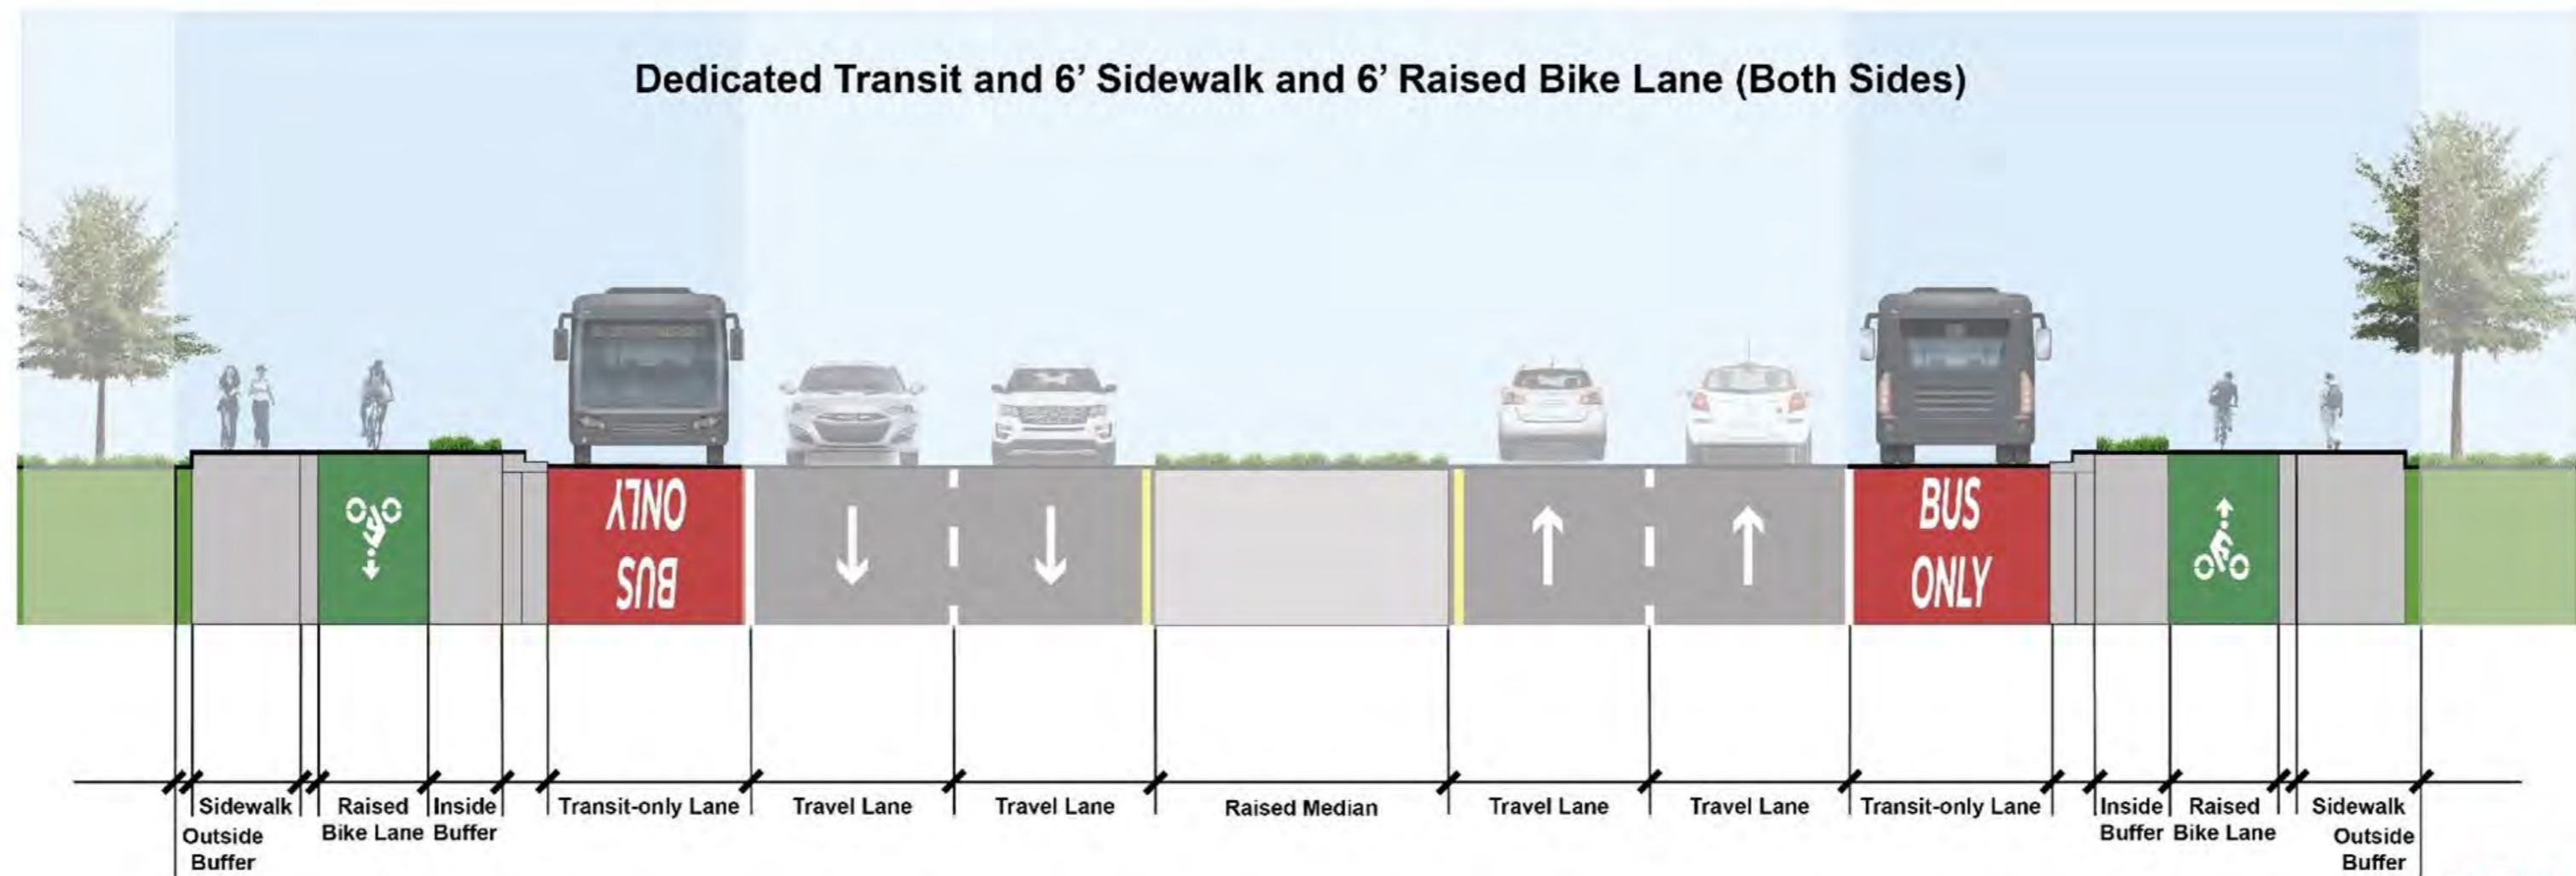 Dedicated Transit and 6' Sidewalk and 6' Raised Bike Lane (Both Sides)
BUS
ONLY
BUS
ONLY
Sidewalk
Outside
Buffer
Raised
Bike Lane
Inside
Buffer
Transit-only Lane
Travel Lane
Travel Lane
Raised Median
Travel Lane
Travel Lane
Transit-only Lane
Inside
Buffer
Raised
Bike Lane
Sidewalk
Outside
Buffer